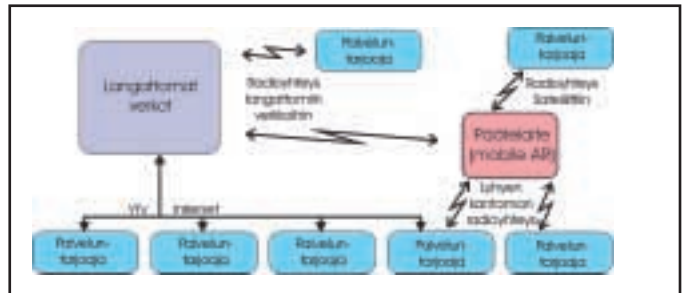 Palvelun-
tarjoaja
Palvelun-
tarjoaja
Langattomat
verkot
Radioyhteys
langattomiin
verkkoihin
Radioyhteys
Satelliittiin
Päätelaite
(mobile AR)
Lyhyen
kantaman
radioyhteys
Internet
Palvelun-
tarjoaja
Palvelun-
tarjoaja
Palvelun-
tarjoaja
Palvelun-
tarjoaja
Palvelun-
tarjoaja